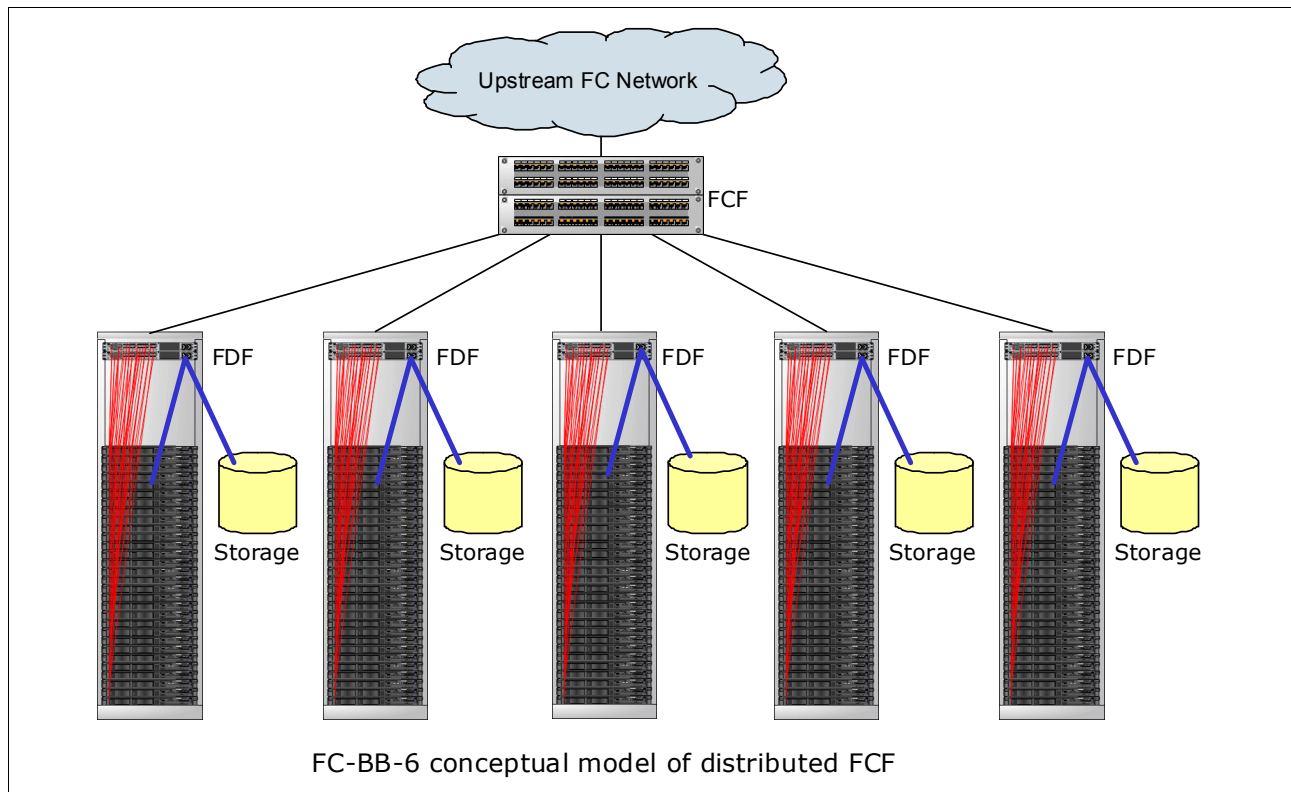 Upstream FC Network
FCF
FDF
FDF
FDF
FDF
FDF
Storage
Storage
Storage
Storage
Storage
FC-BB-6 conceptual model of distributed FCF